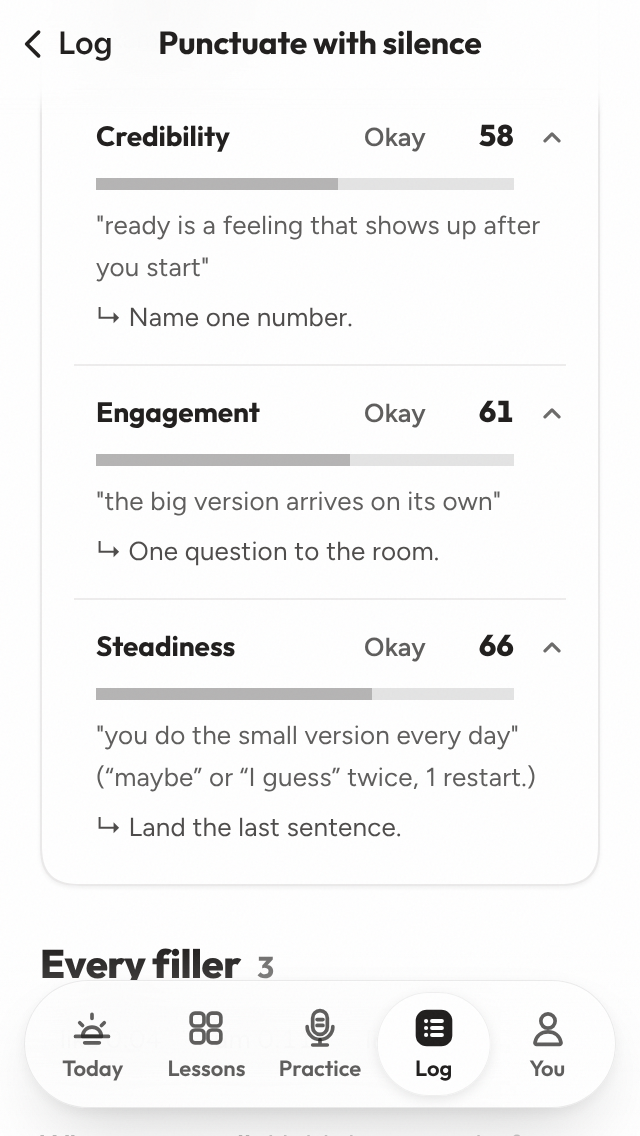 Log
Punctuate with silence
Credibility Okay 58
"ready is a feeling that shows up after
you start"
↳ Name one number.
Engagement Okay 61
"the big version arrives on its own"
↳ One question to the room.
Steadiness Okay 66
"you do the small version every day"
(“maybe” or “I guess” twice, 1 restart.)
↳ Land the last sentence.
Every filler 3
Today
Lessons
Practice
Log
You